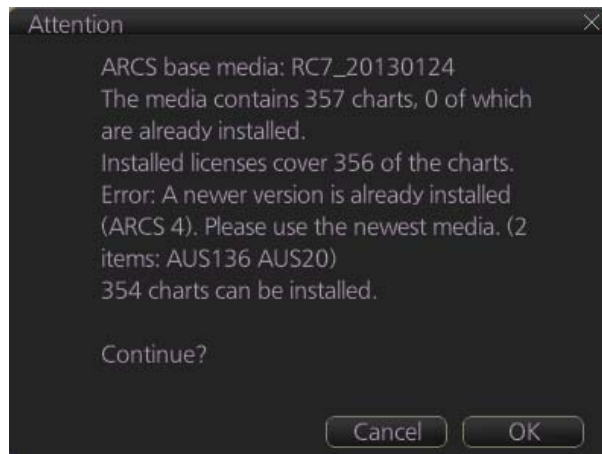 Attention
ARCS base media: RC7_20130124
The media contains 357 charts, 0 of which
are already installed.
Installed licenses cover 356 of the charts.
Error: A newer version is already installed
(ARCS 4). Please use the newest media. (2
items: AUS136 AUS20)
354 charts can be installed.
Continue?
Cancel OK